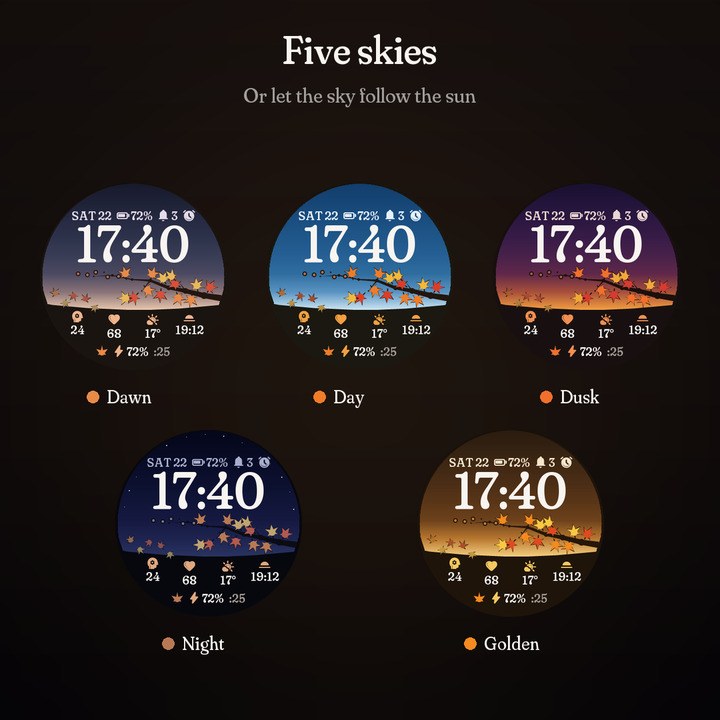 Five skies
Or let the sky follow the sun
SAT 22 72% 3
17:40
24 68 17° 19:12
72% :25
Dawn
SAT 22 72% 3
17:40
24 68 17° 19:12
72% :25
Day
SAT 22 72% 3
17:40
24 68 17° 19:12
72% :25
Dusk
SAT 22 72% 3
17:40
24 68 17° 19:12
72% :25
Night
SAT 22 72% 3
17:40
24 68 17° 19:12
72% :25
Golden